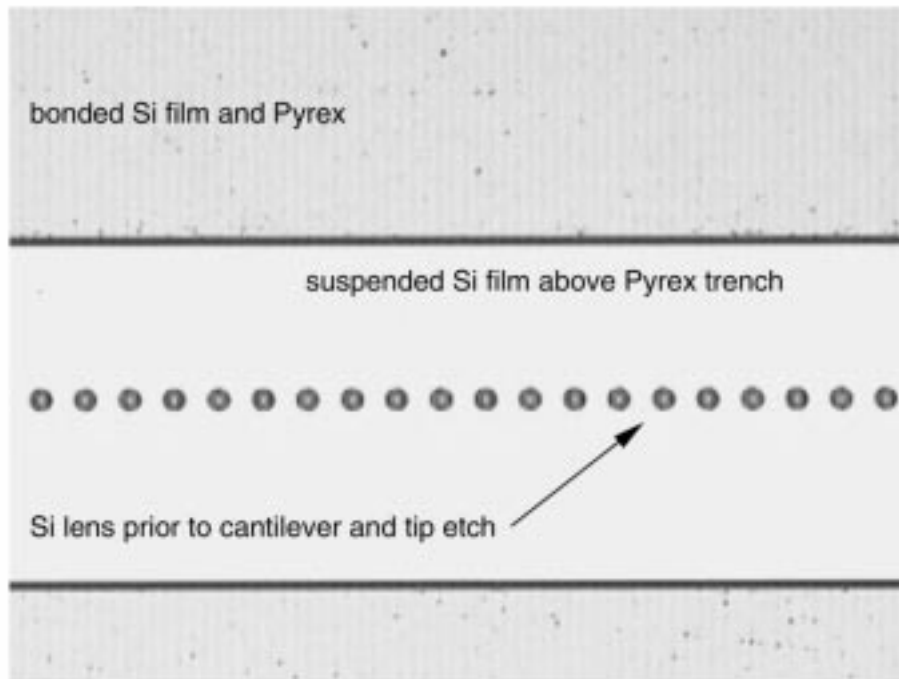 bonded Si film and Pyrex
suspended Si film above Pyrex trench
Si lens prior to cantilever and tip etch